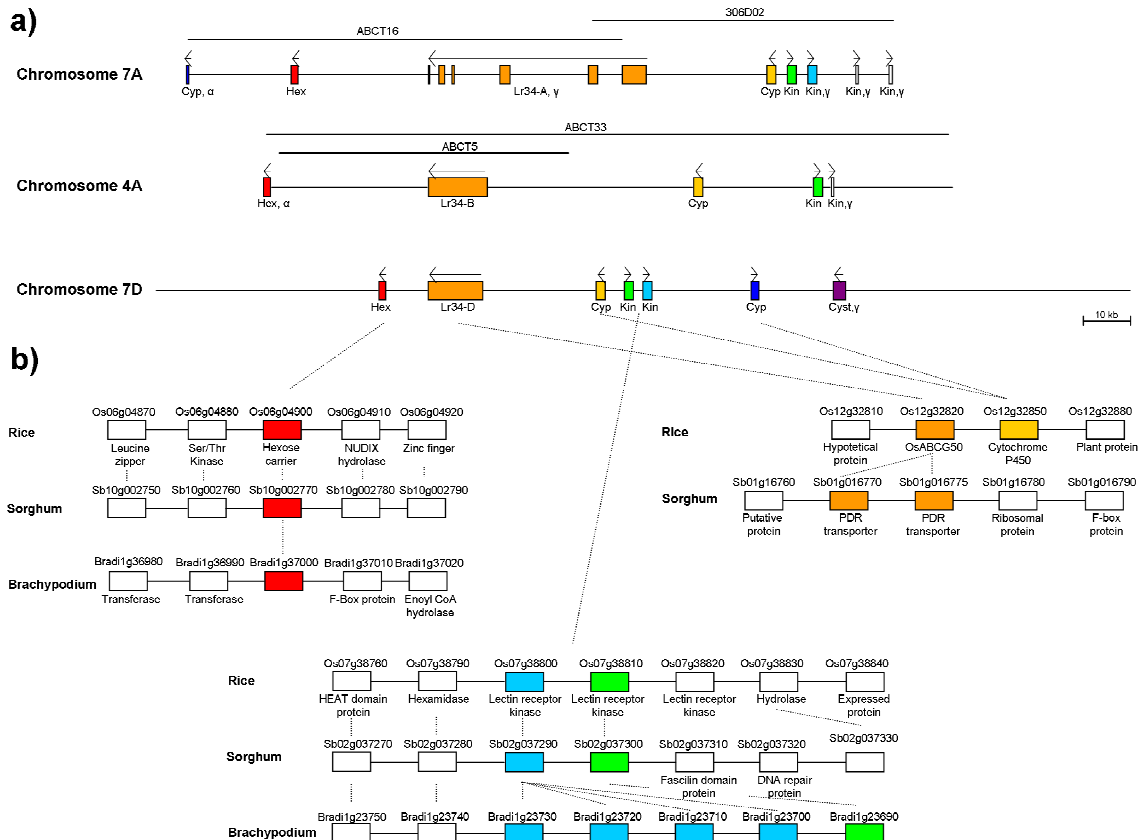 a)
306D02
ABCT16
Chromosome 7A
Cyp, α Hex Lr34-A, γ Cyp Kin Kin,γ Kin,γ Kin,γ
ABCT33
ABCT5
Chromosome 4A
Hex, α Lr34-B Cyp Kin Kin,γ
Chromosome 7D
Hex Lr34-D Cyp Kin Kin Cyp Cyst,γ
10 kb
b)
Os06g04870 Os06g04880 Os06g04900 Os06g04910 Os06g04920
Rice
Leucine zipper Ser/Thr Kinase Hexose carrier NUDIX hydrolase Zinc finger
Sb10g002750 Sb10g002760 Sb10g002770 Sb10g002780 Sb10g002790
Sorghum
Bradi1g36980 Bradi1g36990 Bradi1g37000 Bradi1g37010 Bradi1g37020
Brachypodium
Transferase Transferase F-Box protein Enoyl CoA hydrolase
Os12g32810 Os12g32820 Os12g32850 Os12g32880
Rice
Hypotetical protein OsABCG50 Cytochrome P450 Plant protein
Sb01g16760 Sb01g016770 Sb01g016775 Sb01g16780 Sb01g016790
Sorghum
Putative protein PDR transporter PDR transporter Ribosomal protein F-box protein
Os07g38760 Os07g38790 Os07g38800 Os07g38810 Os07g38820 Os07g38830 Os07g38840
Rice
HEAT domain protein Hexamidase Lectin receptor kinase Lectin receptor kinase Lectin receptor kinase Hydrolase Expressed protein
Sb02g037270 Sb02g037280 Sb02g037290 Sb02g037300 Sb02g037310 Sb02g037320 Sb02g037330
Sorghum
Fascilin domain protein DNA repair protein
Bradi1g23750 Bradi1g23740 Bradi1g23730 Bradi1g23720 Bradi1g23710 Bradi1g23700 Bradi1g23690
Brachypodium